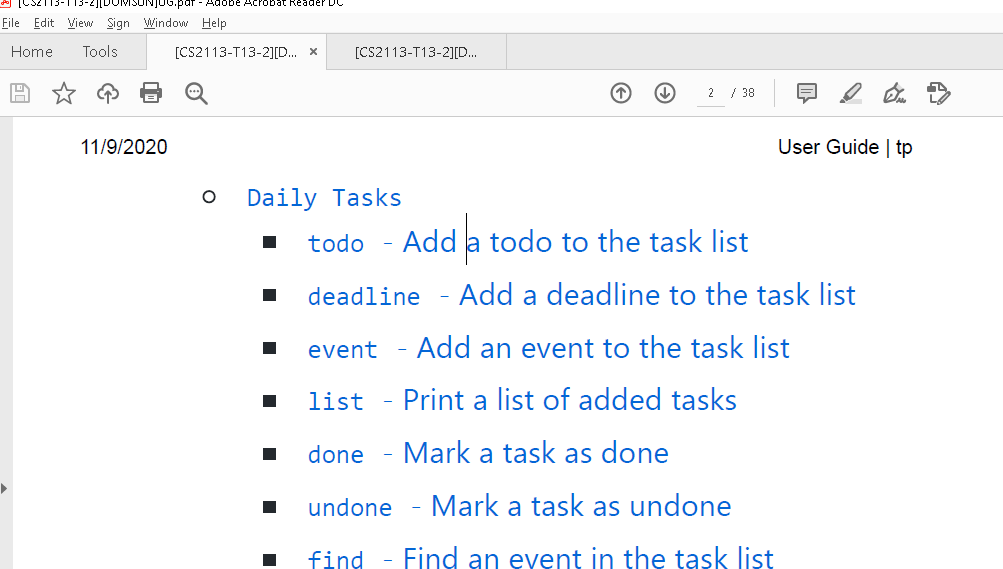 [CS2113-T13-2][DOMSUN]UG.pdf - Adobe Acrobat Reader DC
File Edit View Sign Window Help
Home Tools [CS2113-T13-2][D... × [CS2113-T13-2][D...
2 / 38
11/9/2020 User Guide | tp
Daily Tasks
todo - Add a todo to the task list
deadline - Add a deadline to the task list
event - Add an event to the task list
list - Print a list of added tasks
done - Mark a task as done
undone - Mark a task as undone
find - Find an event in the task list